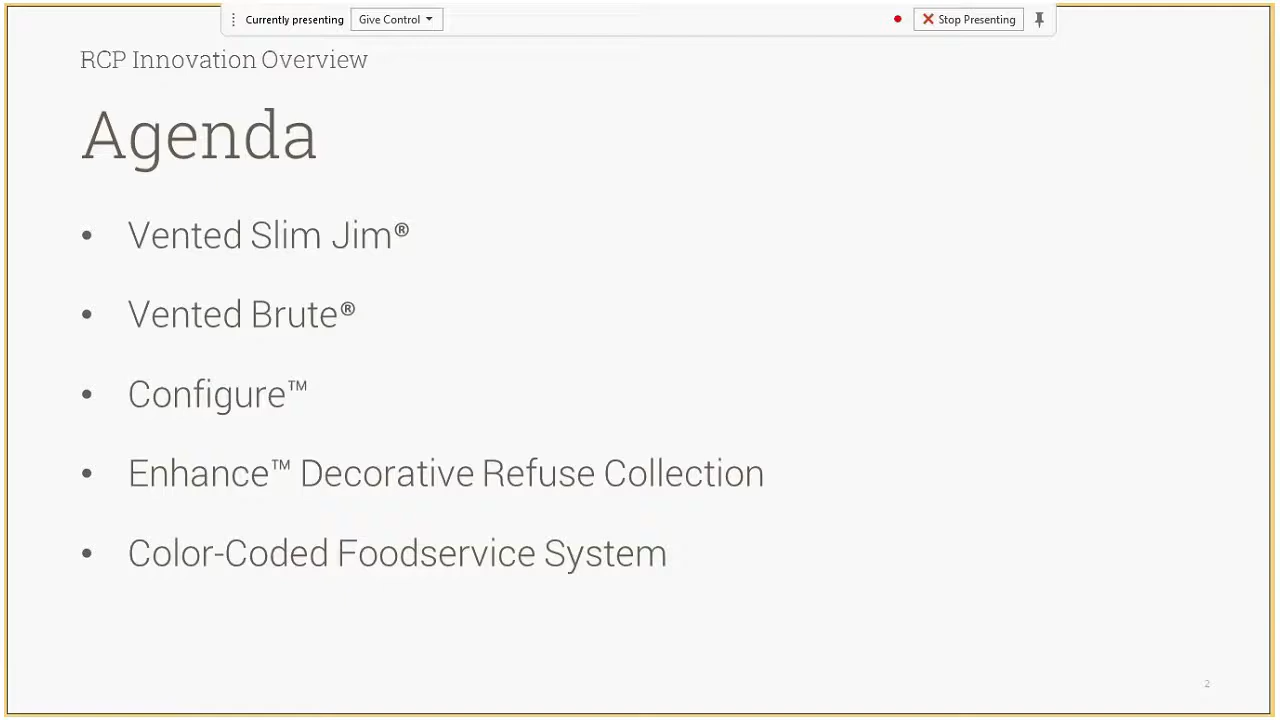 Currently presenting Give Control Stop Presenting
RCP Innovation Overview
Agenda
• Vented Slim Jim®
• Vented Brute®
• Configure™
• Enhance™ Decorative Refuse Collection
• Color-Coded Foodservice System
2